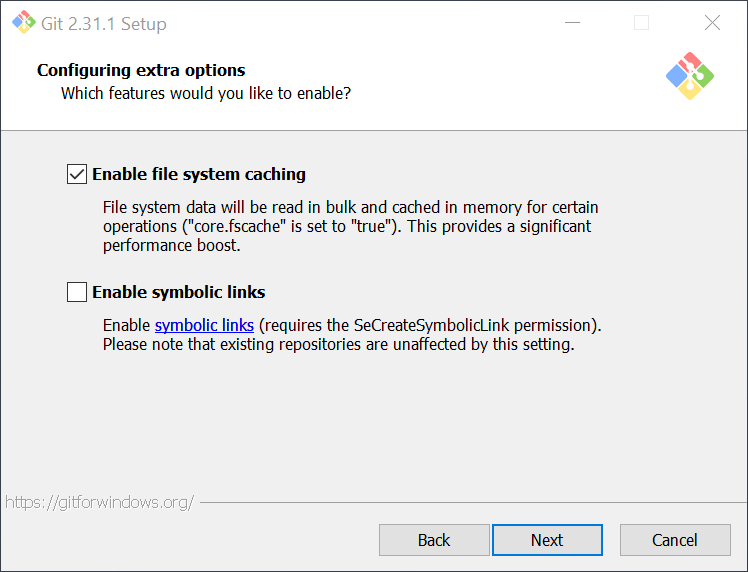 Git 2.31.1 Setup
Configuring extra options
Which features would you like to enable?
Enable file system caching
File system data will be read in bulk and cached in memory for certain
operations ("core.fscache" is set to "true"). This provides a significant
performance boost.
Enable symbolic links
Enable symbolic links (requires the SeCreateSymbolicLink permission).
Please note that existing repositories are unaffected by this setting.
https://gitforwindows.org/
Back
Next
Cancel